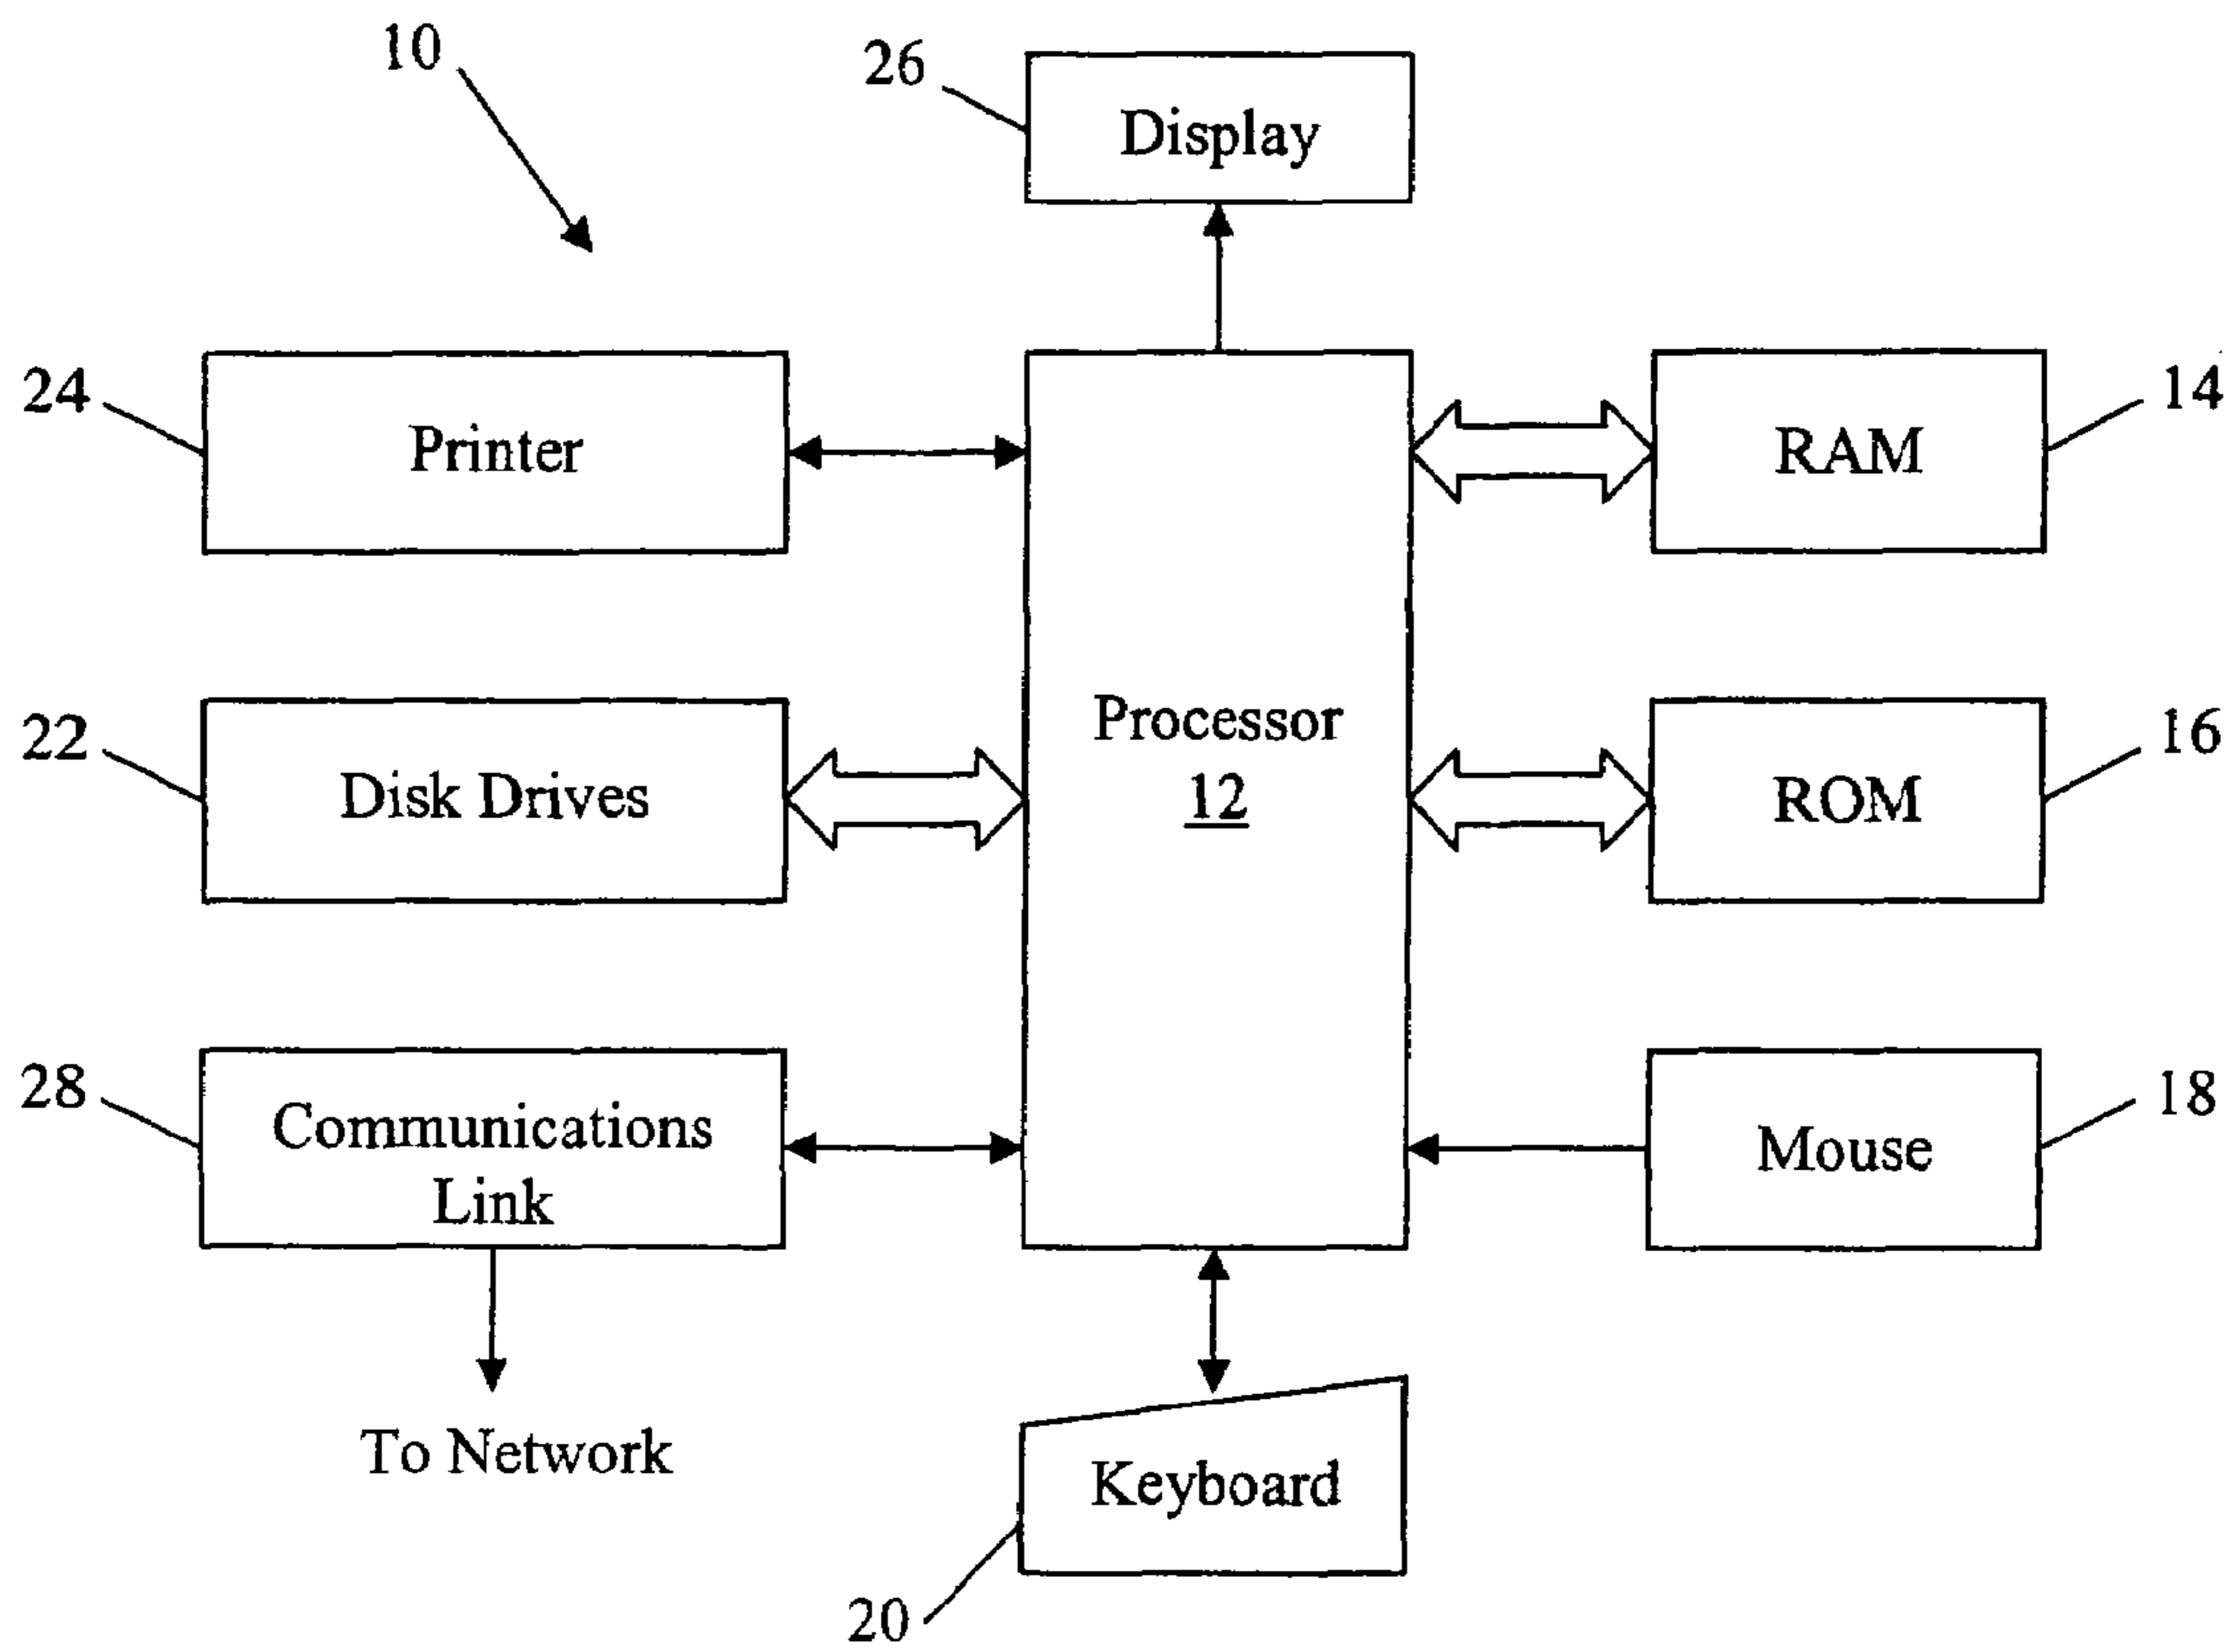 10
26
Display
24
Printer
RAM
14
22
Disk Drives
Processor
12
ROM
16
28
Communications
Link
Mouse
18
To Network
Keyboard
20